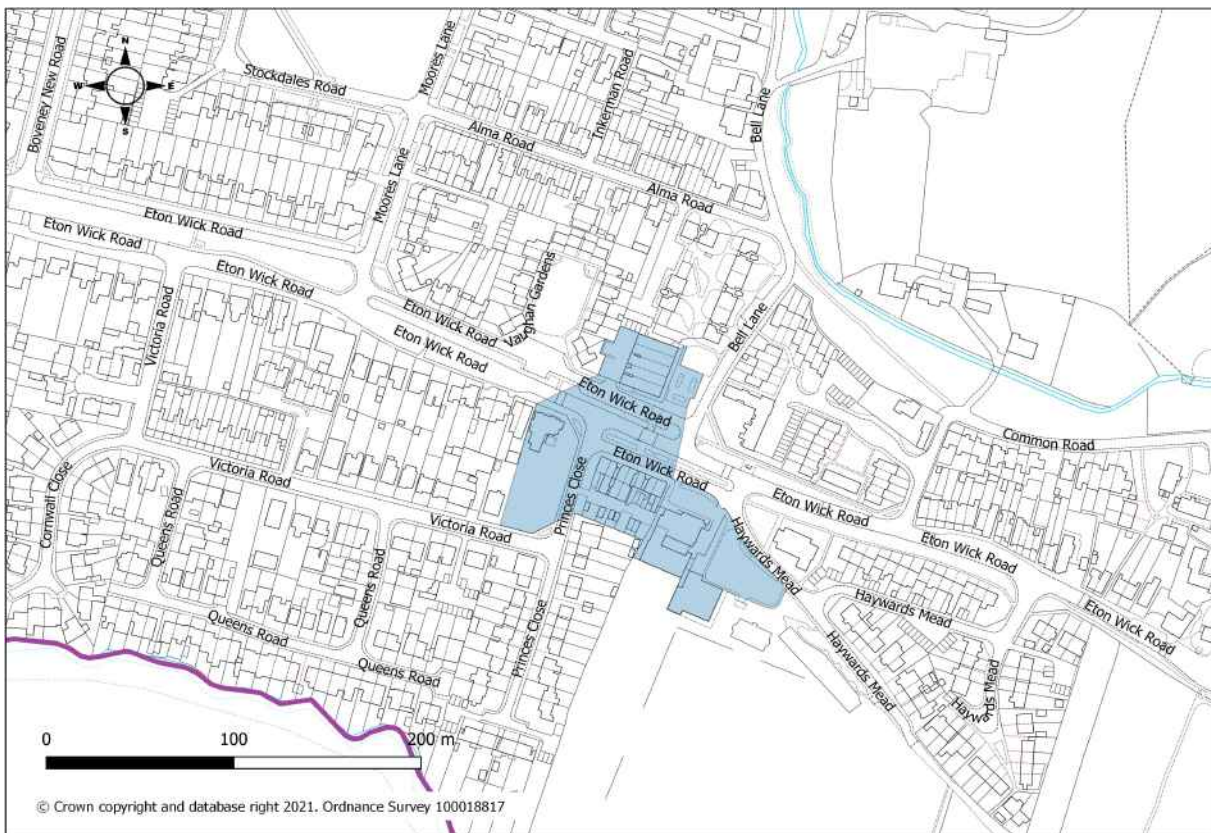 Boveney New Road
N
W
E
S
Stockdales Road
Moores Lane
Inkerman Road
Bell Lane
Alma Road
Moores Lane
Alma Road
Eton Wick Road
Eton Wick Road
Eton Wick Road
Vaughan Gardens
Victoria Road
Eton Wick Road
Eton Wick Road
Bell Lane
Eton Wick Road
Common Road
Eton Wick Road
Cornwall Close
Victoria Road
Queens Road
Victoria Road
Princes Close
Eton Wick Road
Haywards Mead
Eton Wick Road
Queens Road
Haywards Mead
Eton Wick Road
Queens Road
Queens Road
Princes Close
Haywards Mead
Haywards Mead
0 100 200 m
© Crown copyright and database right 2021. Ordnance Survey 100018817